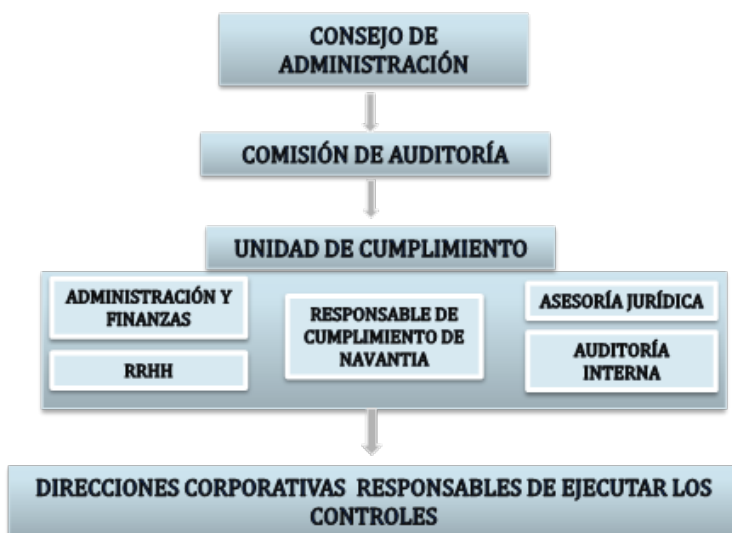 CONSEJO DE
ADMINISTRACIÓN
COMISIÓN DE AUDITORÍA
UNIDAD DE CUMPLIMIENTO
ADMINISTRACIÓN Y
FINANZAS
RRHH
RESPONSABLE DE
CUMPLIMIENTO DE
NAVANTIA
ASESORÍA JURÍDICA
AUDITORÍA
INTERNA
DIRECCIONES CORPORATIVAS RESPONSABLES DE EJECUTAR LOS
CONTROLES